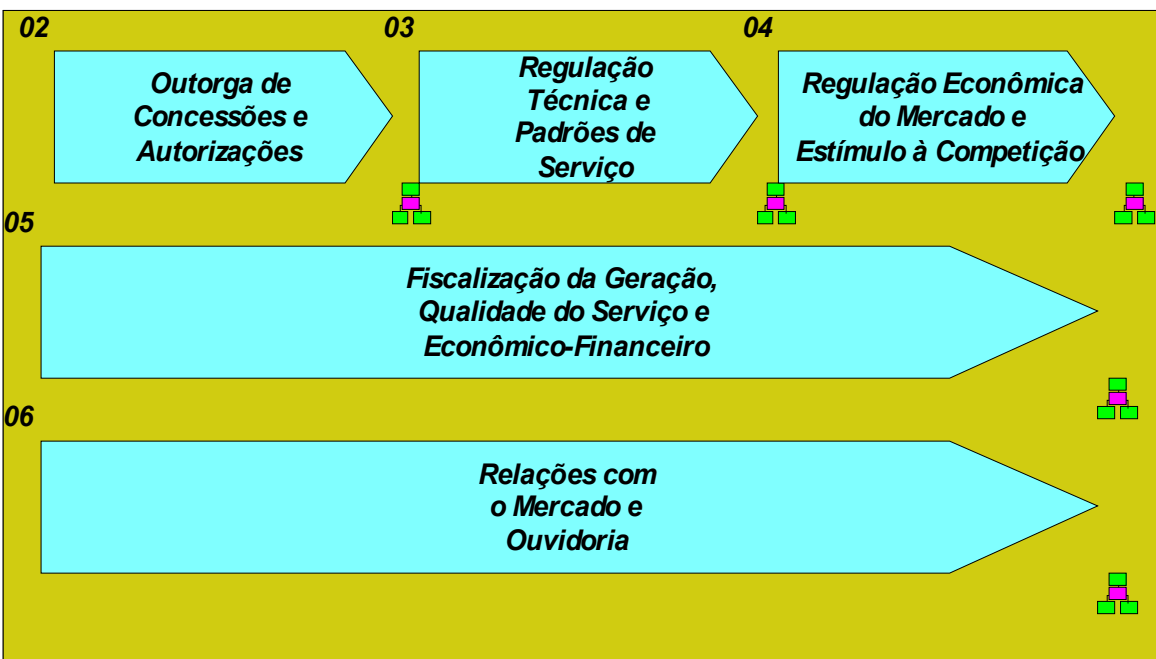 02
03
04
Outorga de
Concessões e
Autorizações
Regulação
Técnica e
Padrões de
Serviço
Regulação Econômica
do Mercado e
Estímulo à Competição
05
Fiscalização da Geração,
Qualidade do Serviço e
Econômico-Financeiro
06
Relações com
o Mercado e
Ouvidoria